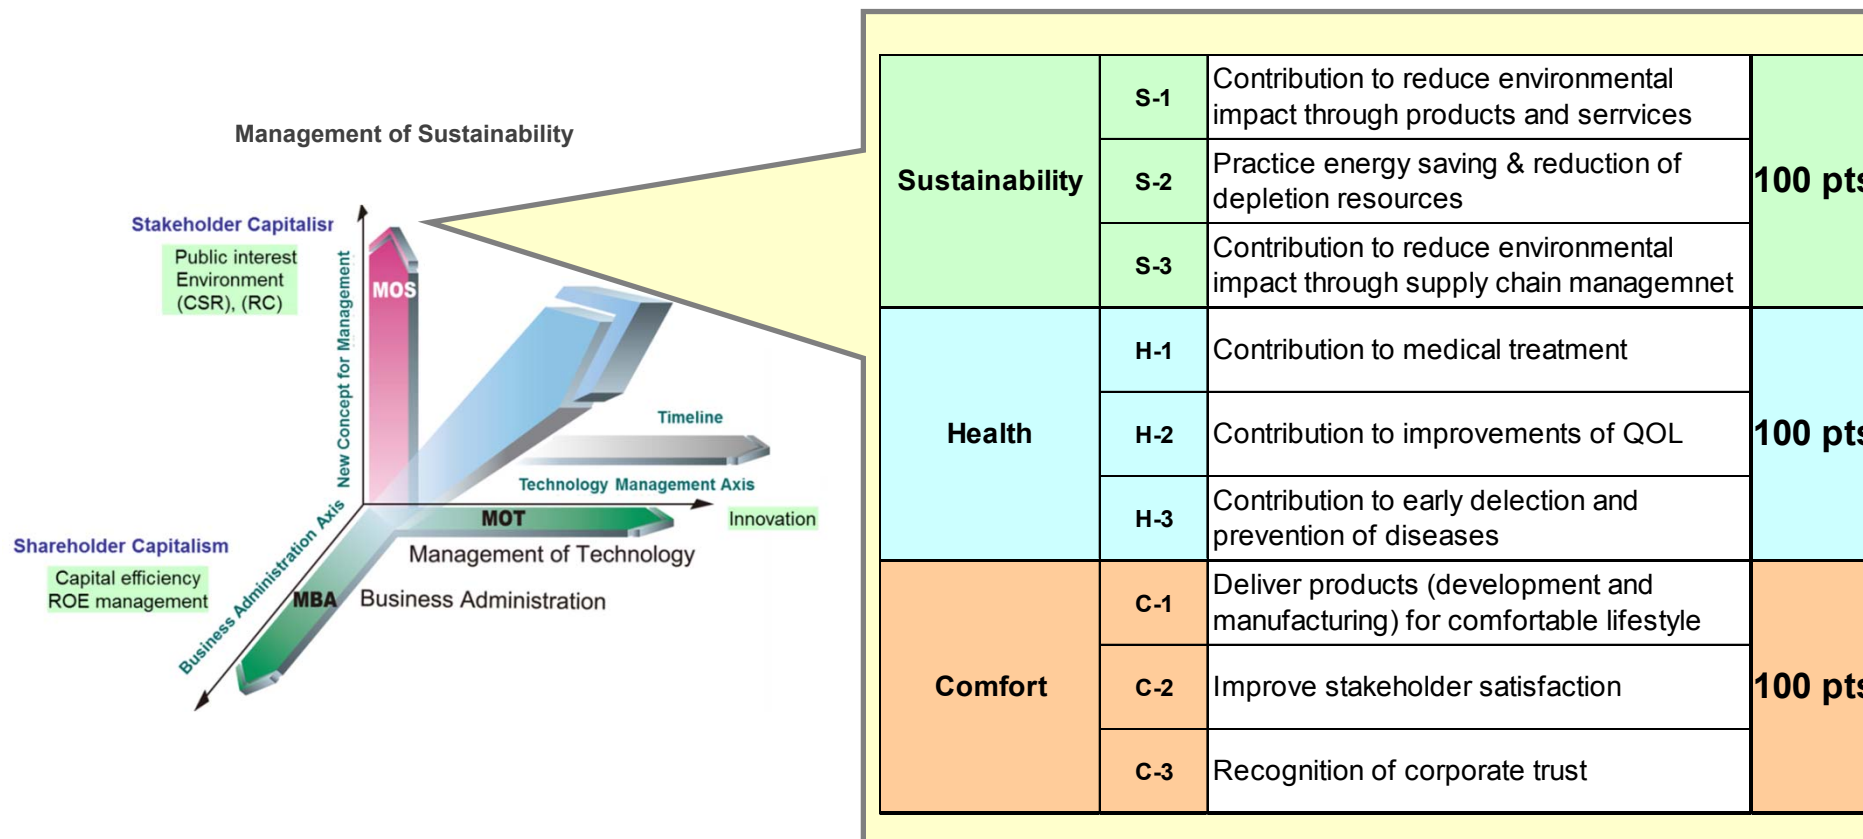 Management of Sustainability
Stakeholder Capitalisr
Public interest
Environment
(CSR), (RC)
New Concept for Management
MOS
Timeline
Technology Management Axis
MOT
Innovation
Management of Technology
Shareholder Capitalism
Capital efficiency
ROE management
Business Administration Axis
MBA
Business Administration
Sustainability
S-1
Contribution to reduce environmental
impact through products and serrvices
S-2
Practice energy saving & reduction of
depletion resources
S-3
Contribution to reduce environmental
impact through supply chain managemnet
100 pts
Health
H-1
Contribution to medical treatment
H-2
Contribution to improvements of QOL
H-3
Contribution to early delection and
prevention of diseases
100 pts
Comfort
C-1
Deliver products (development and
manufacturing) for comfortable lifestyle
C-2
Improve stakeholder satisfaction
C-3
Recognition of corporate trust
100 pts